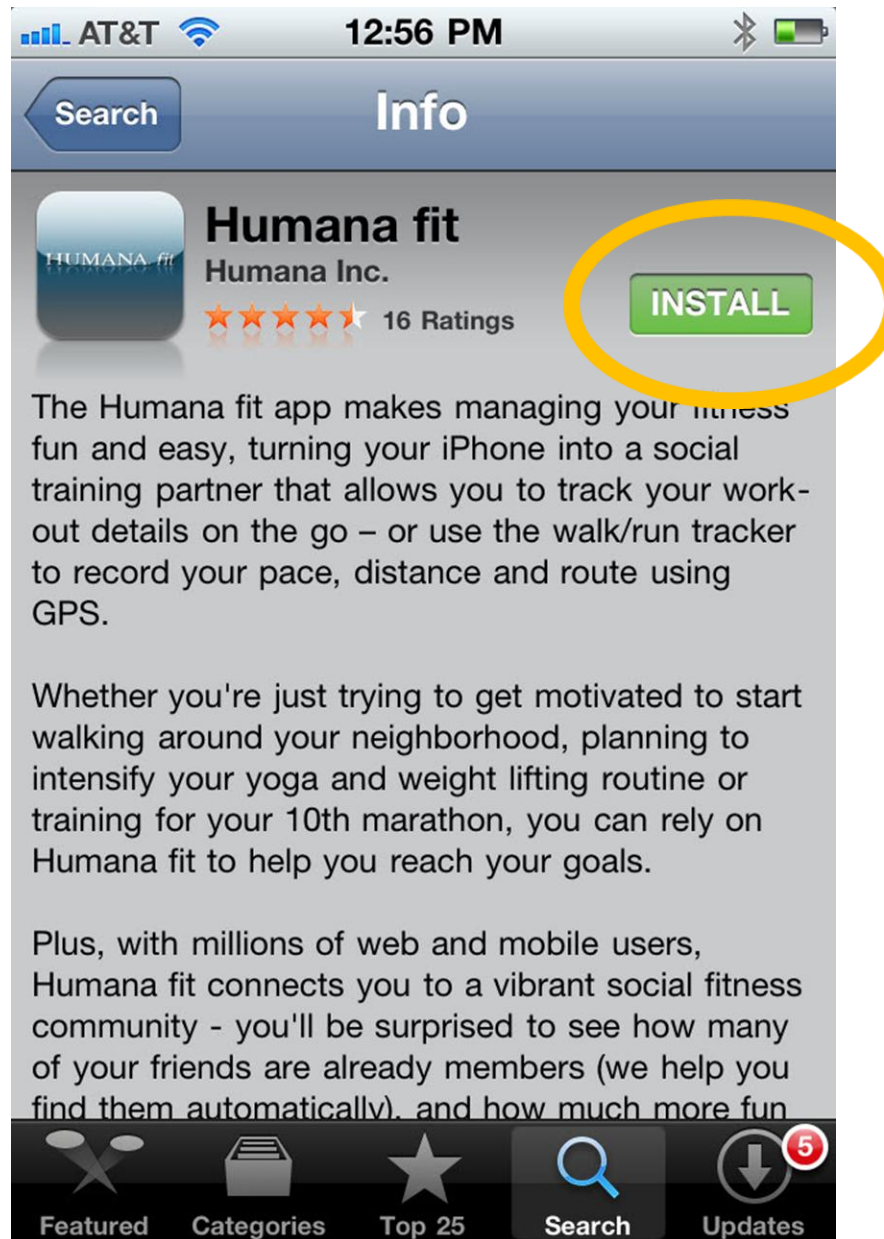 AT&T 12:56 PM
Search Info
HUMANA fit
Humana fit
Humana Inc.
16 Ratings
INSTALL
The Humana fit app makes managing your fitness
fun and easy, turning your iPhone into a social
training partner that allows you to track your work-
out details on the go – or use the walk/run tracker
to record your pace, distance and route using
GPS.
Whether you're just trying to get motivated to start
walking around your neighborhood, planning to
intensify your yoga and weight lifting routine or
training for your 10th marathon, you can rely on
Humana fit to help you reach your goals.
Plus, with millions of web and mobile users,
Humana fit connects you to a vibrant social fitness
community - you'll be surprised to see how many
of your friends are already members (we help you
find them automatically), and how much more fun
5
Featured Categories Top 25 Search Updates